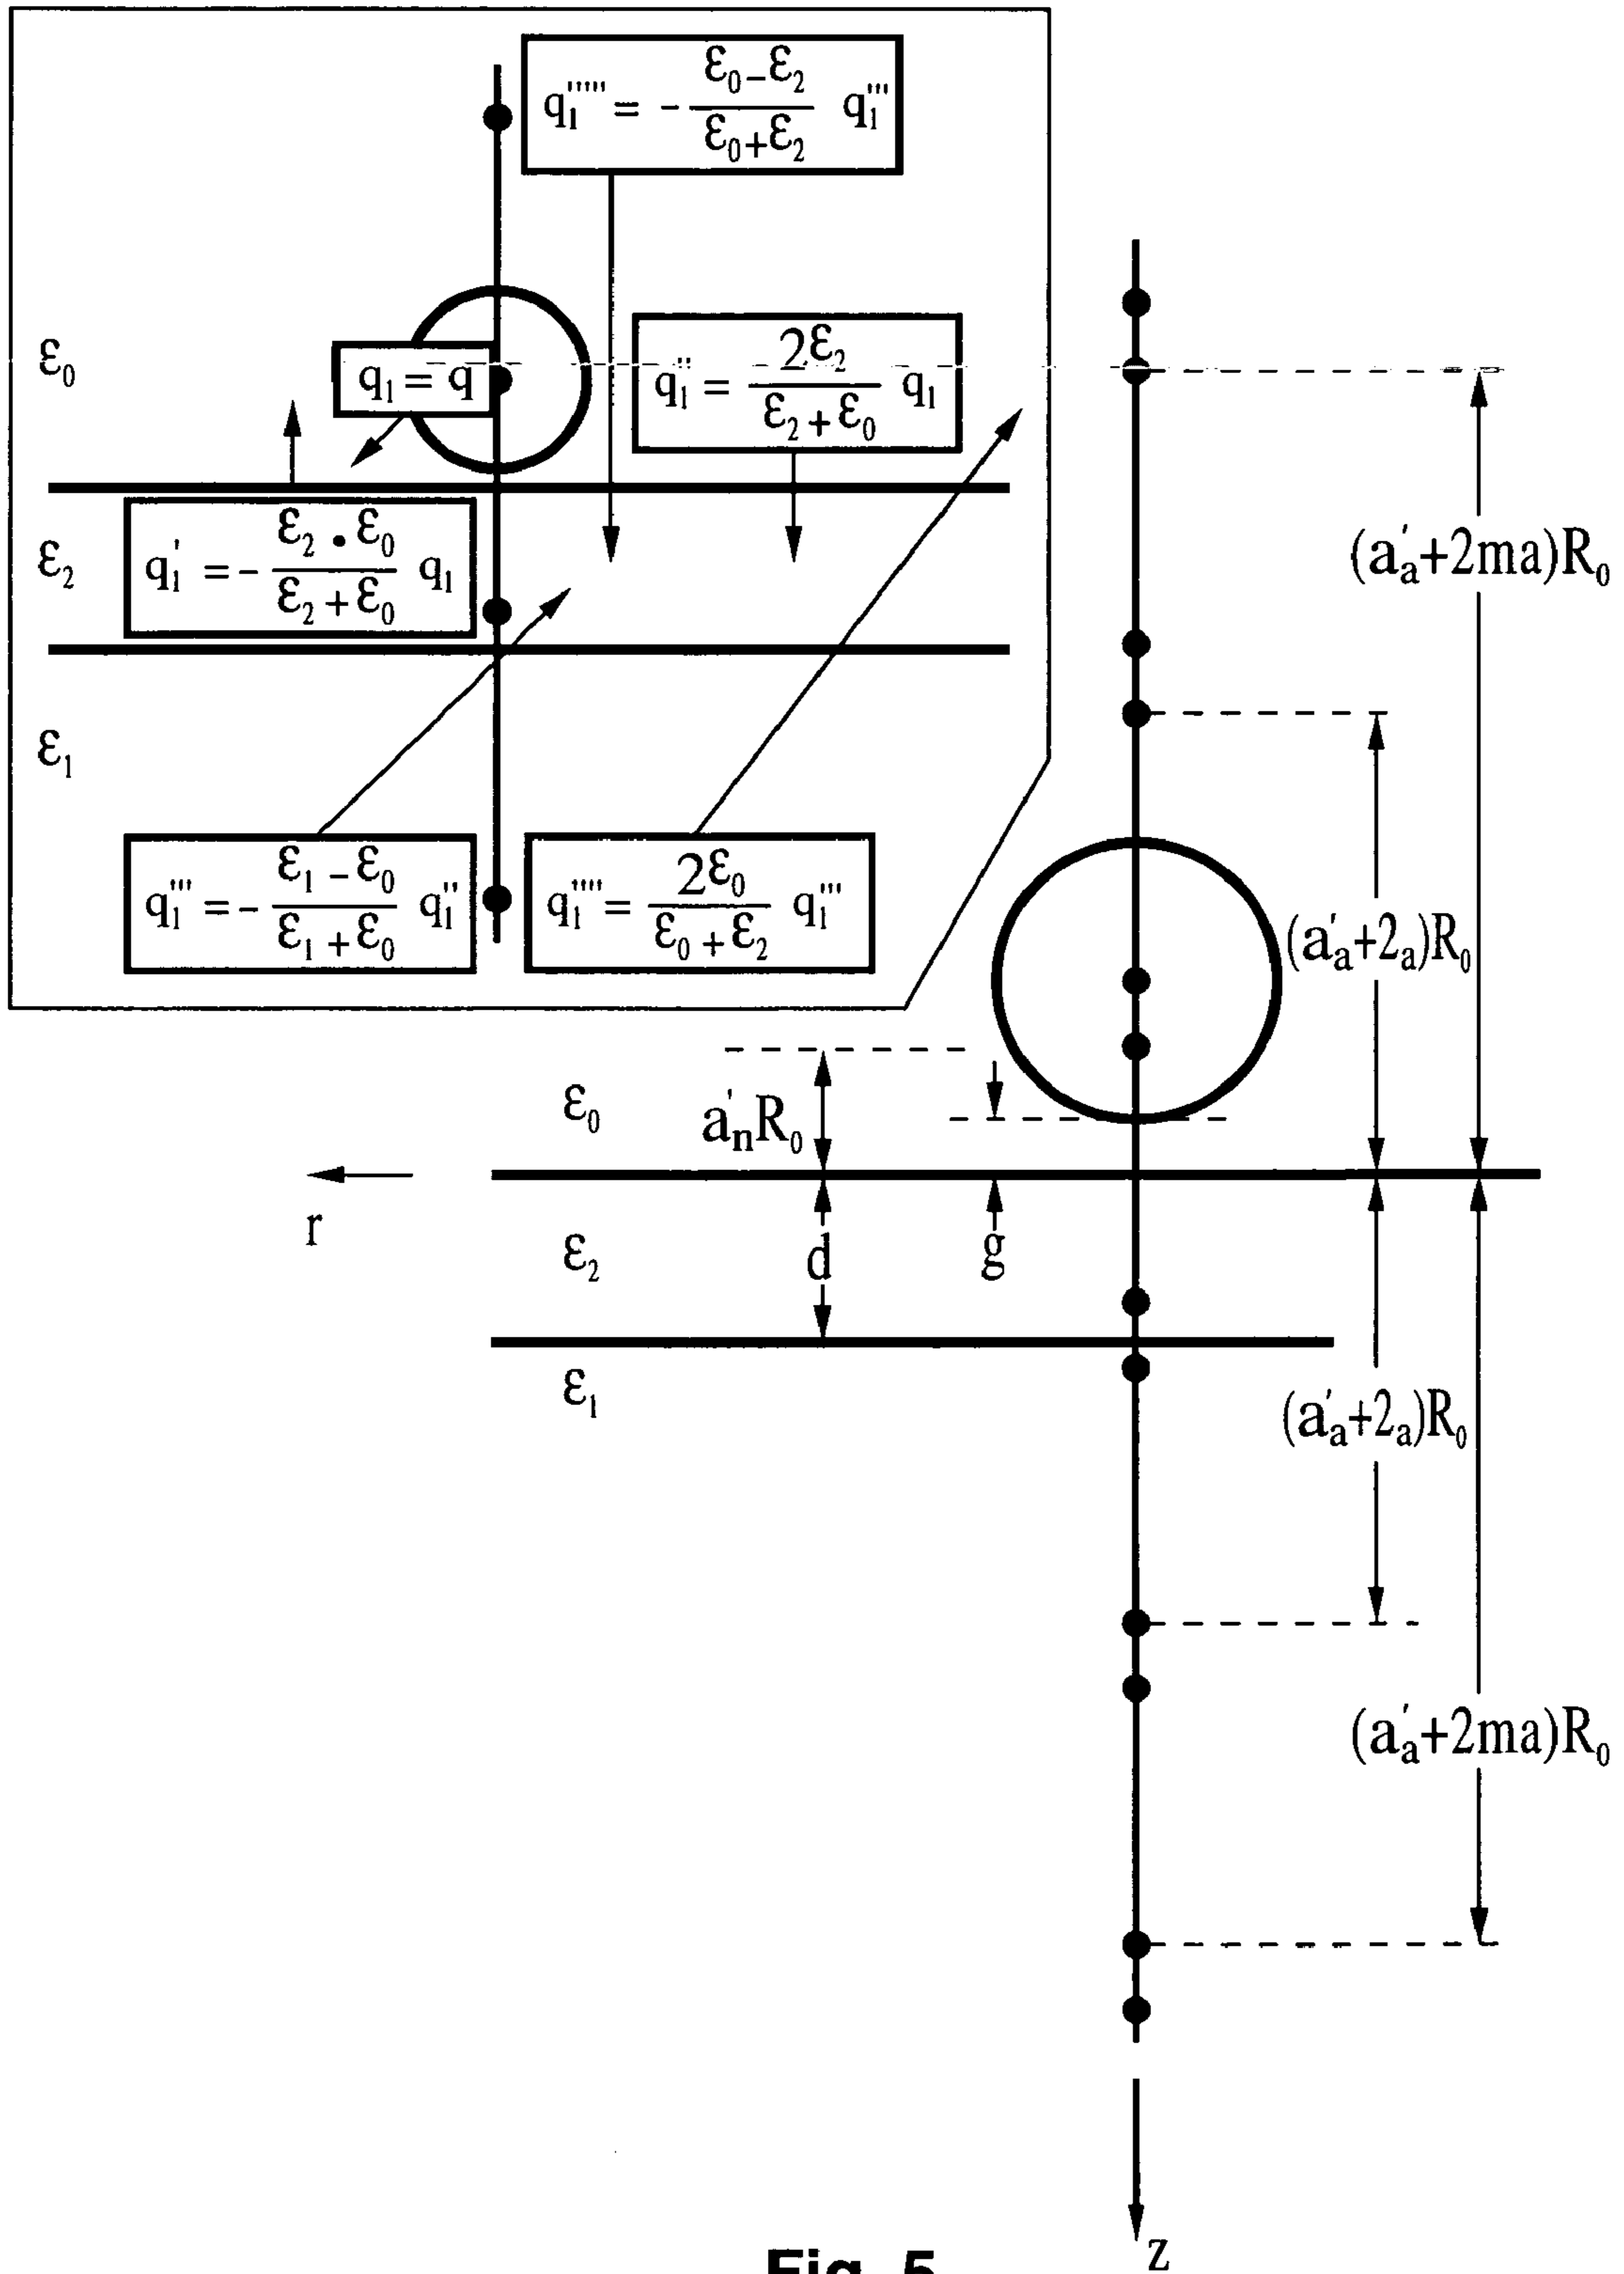 q₁''''' = - (ε₀ - ε₂)/(ε₀ + ε₂) q₁'''
ε₀
q₁ = q
q₁'' = 2ε₂/(ε₂ + ε₀) q₁
ε₂
q₁' = - (ε₂ • ε₀)/(ε₂ + ε₀) q₁
ε₁
q₁''' = - (ε₁ - ε₀)/(ε₁ + ε₀) q₁''
q₁'''' = 2ε₀/(ε₀ + ε₂) q₁'''
(a'ₐ+2ma)R₀
(a'ₐ+2ₐ)R₀
ε₀
a'ₙR₀
r
ε₂
d
g
ε₁
(a'ₐ+2ₐ)R₀
(a'ₐ+2ma)R₀
z
Fig. 5